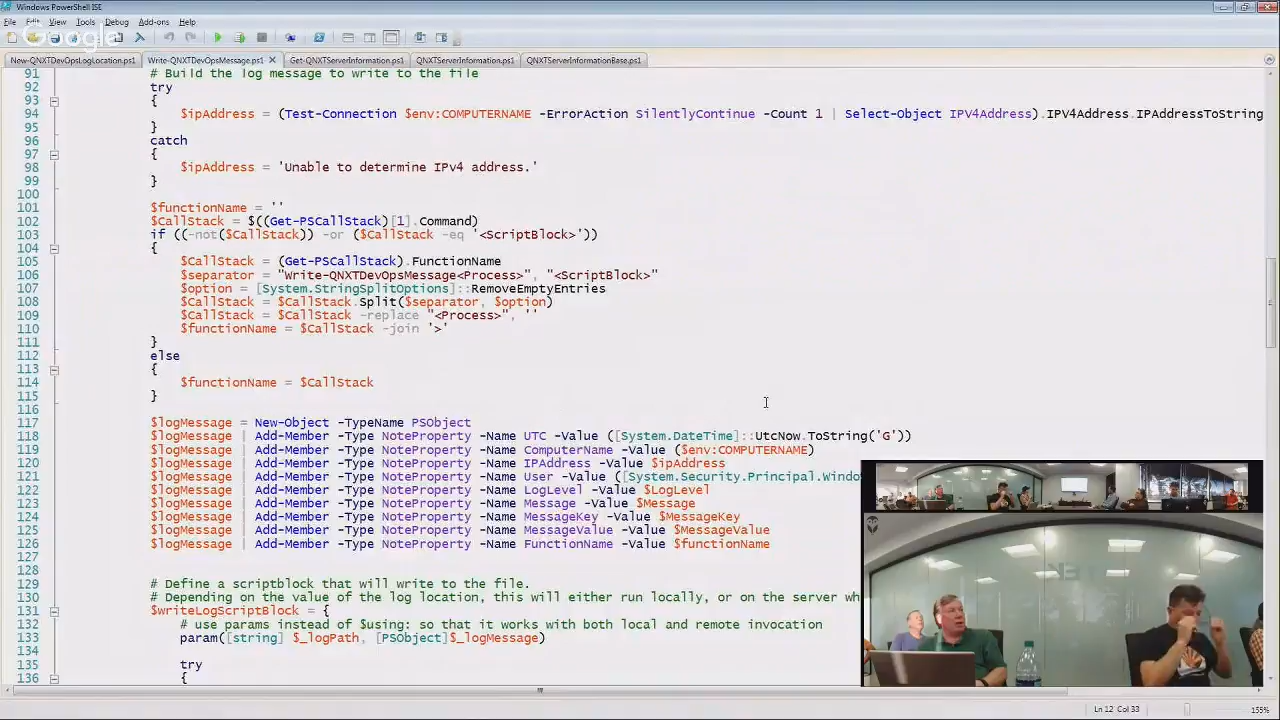 Windows PowerShell ISE
File Edit View Tools Debug Add-ons Help
Google
New-QNXTDevOpsLogLocation.ps1 Write-QNXTDevOpsMessage.ps1 Get-QNXTServerInformation.ps1 QNXTServerInformation.ps1 QNXTServerInformationBase.ps1
91 # Build the log message to write to the file
92 try
93 {
94 $ipAddress = (Test-Connection $env:COMPUTERNAME -ErrorAction SilentlyContinue -Count 1 | Select-Object IPV4Address).IPV4Address.IPAddressToString
95 }
96 catch
97 {
98 $ipAddress = 'Unable to determine IPv4 address.'
99 }
100
101 $functionName = ''
102 $CallStack = $((Get-PSCallStack)[1].Command)
103 if ((-not($CallStack)) -or ($CallStack -eq '<ScriptBlock>'))
104 {
105 $CallStack = (Get-PSCallStack).FunctionName
106 $separator = "Write-QNXTDevOpsMessage<Process>", "<ScriptBlock>"
107 $option = [System.StringSplitOptions]::RemoveEmptyEntries
108 $CallStack = $CallStack.Split($separator, $option)
109 $CallStack = $CallStack -replace "<Process>", ''
110 $functionName = $CallStack -join '>'
111 }
112 else
113 {
114 $functionName = $CallStack
115 }
116
117 $logMessage = New-Object -TypeName PSObject
118 $logMessage | Add-Member -Type NoteProperty -Name UTC -Value ([System.DateTime]::UtcNow.ToString('G'))
119 $logMessage | Add-Member -Type NoteProperty -Name ComputerName -Value ($env:COMPUTERNAME)
120 $logMessage | Add-Member -Type NoteProperty -Name IPAddress -Value $ipAddress
121 $logMessage | Add-Member -Type NoteProperty -Name User -Value ([System.Security.Principal.Windo
122 $logMessage | Add-Member -Type NoteProperty -Name LogLevel -Value $LogLevel
123 $logMessage | Add-Member -Type NoteProperty -Name Message -Value $Message
124 $logMessage | Add-Member -Type NoteProperty -Name MessageKey -Value $MessageKey
125 $logMessage | Add-Member -Type NoteProperty -Name MessageValue -Value $MessageValue
126 $logMessage | Add-Member -Type NoteProperty -Name FunctionName -Value $functionName
127
128
129 # Define a scriptblock that will write to the file.
130 # Depending on the value of the log location, this will either run locally, or on the server wh
131 $writeLogScriptBlock = {
132 # use params instead of $using: so that it works with both local and remote invocation
133 param([string] $_logPath, [PSObject]$_logMessage)
134
135 try
136 {
Ln 12 Col 33 155%